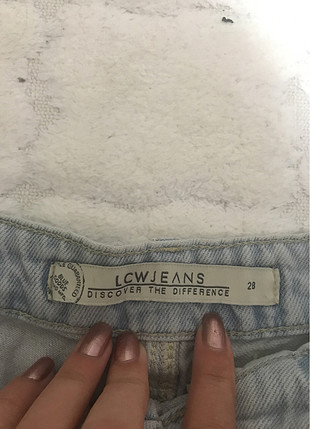 LCWJEANS
DISCOVER THE DIFFERENCE
28